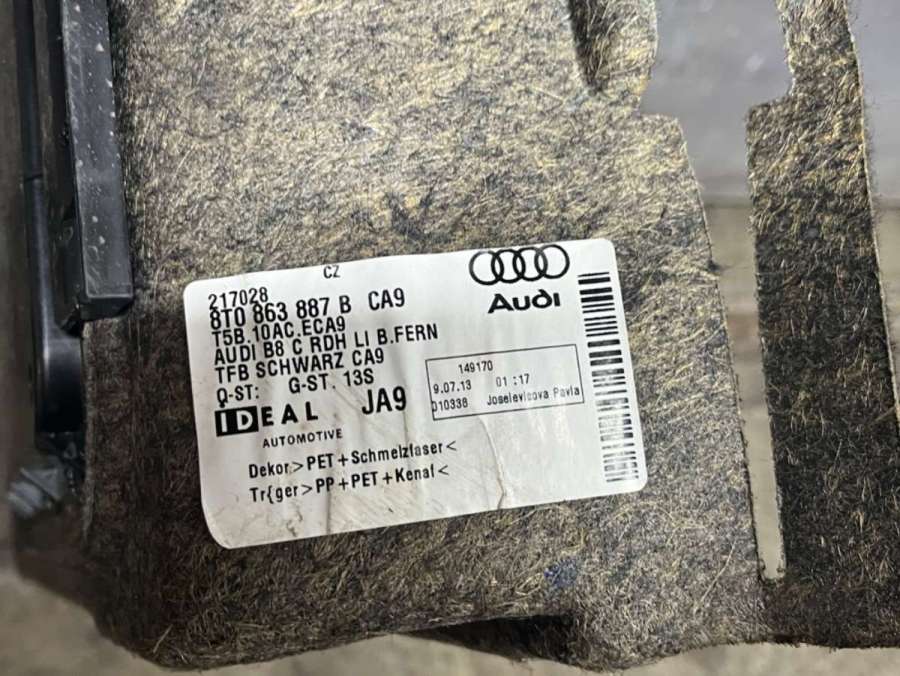 CZ
217028
8T0 863 887 B CA9
T5B.10AC.ECA9
AUDI B8 C RDH LI B.FERN
TFB SCHWARZ CA9
Q-ST: G-ST. 13S
IDEAL JA9
AUTOMOTIVE
Dekor>PET+Schmelzfaser<
Tr{ger>PP+PET+Kenaf<
Audi
149170
9.07.13 01:17
010338 Joselevicova Pavla